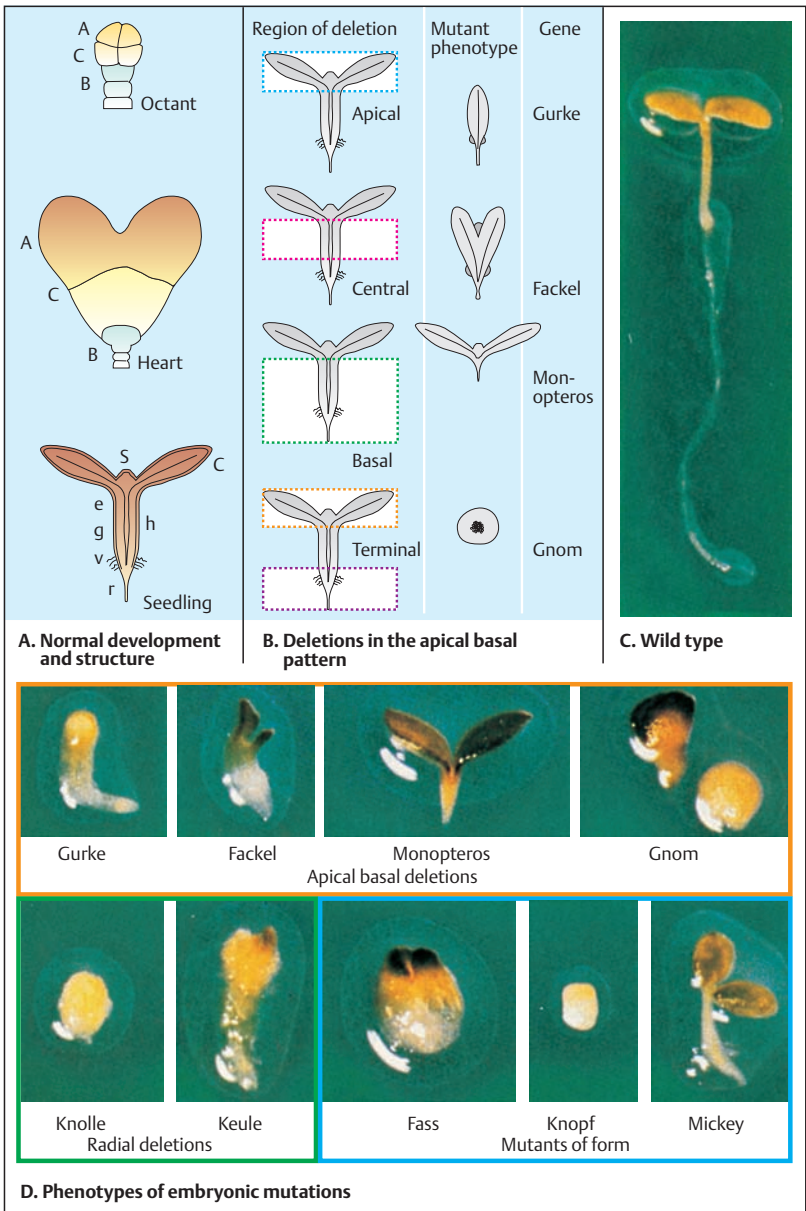 A
C
B
Octant
A
C
B
Heart
S
C
e
g
h
v
r
Seedling
A. Normal development
and structure
Region of deletion
Mutant
phenotype
Gene
Apical
Gurke
Central
Fackel
Mon-
opteros
Basal
Terminal
Gnom
B. Deletions in the apical basal
pattern
C. Wild type
Gurke
Fackel
Monopteros
Gnom
Apical basal deletions
Knolle
Keule
Radial deletions
Fass
Knopf
Mickey
Mutants of form
D. Phenotypes of embryonic mutations